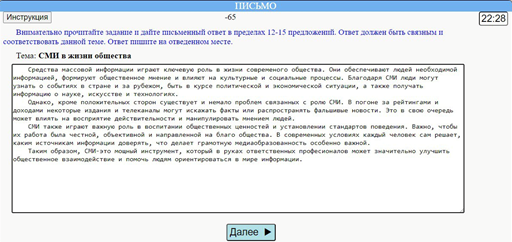 ПИСЬМО
Инструкция
-65
22:28
Внимательно прочитайте задание и дайте письменный ответ в пределах 12-15 предложений. Ответ должен быть связным и
соответствовать данной теме. Ответ пишите на отведенном месте.
Тема: СМИ в жизни общества
Средства массовой информации играют ключевую роль в жизни современного общества. Они обеспечивают людей необходимой
информацией, формируют общественное мнение и влияют на культурные и социальные процессы. Благодаря СМИ люди могут
узнать о событиях в стране и за рубежом, быть в курсе политической и экономической ситуации, а также получать
информацию о науке, искусстве и технологиях.
Однако, кроме положительных сторон существует и немало проблем связанных с ролью СМИ. В погоне за рейтингами и
доходами некоторые издания и телеканалы могут искажать факты или распространять фальшивые новости. Это в свою очередь
может влиять на восприятие действительности и манипулировать мнением людей.
СМИ также играют важную роль в воспитании общественных ценностей и установлении стандартов поведения. Важно, чтобы
их работа была честной, объективной и направленной на благо общества. В современных условиях каждый человек сам решает,
каким источникам информации доверять, что делает грамотную медиаобразованность особенно важной.
Таким образом, СМИ-это мощный инструмент, который в руках ответственных профессионалов может значительно улучшить
общественное взаимодействие и помочь людям ориентироваться в мире информации.
Далее